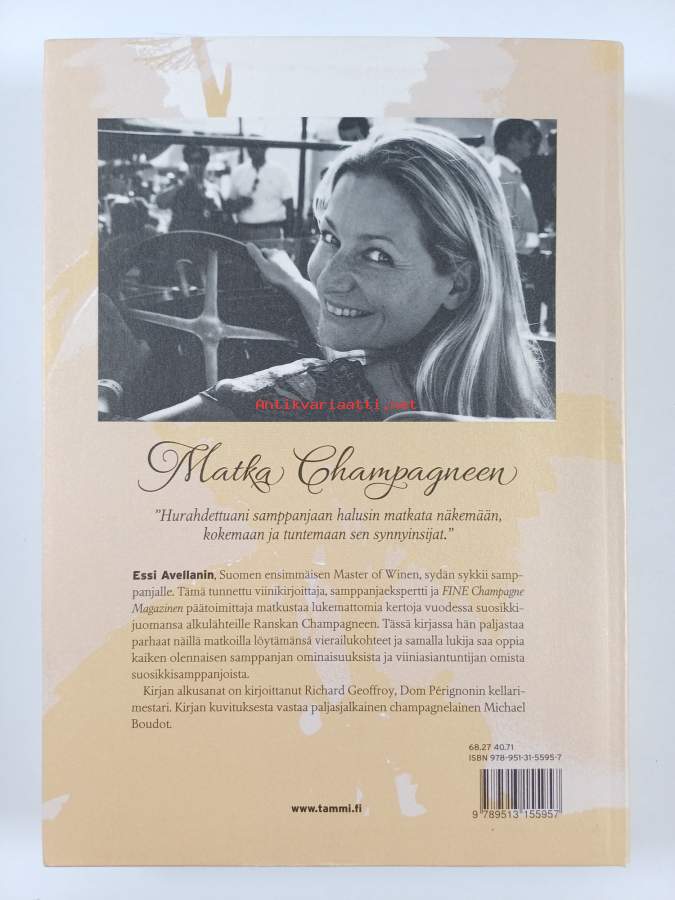 Antikvariaatti.net
Matka Champagneen
”Hurahdettuani samppanjaan halusin matkata näkemään,
kokemaan ja tuntemaan sen synnyinsijat.”
Essi Avellanin, Suomen ensimmäisen Master of Winen, sydän sykkii samp-
panjalle. Tämä tunnettu viinikirjoittaja, samppanjaekspertti ja FINE Champagne
Magazinen päätoimittaja matkustaa lukemattomia kertoja vuodessa suosikki-
juomansa alkulähteille Ranskan Champagneen. Tässä kirjassa hän paljastaa
parhaat näillä matkoilla löytämänsä vierailukohteet ja samalla lukija saa oppia
kaiken olennaisen samppanjan ominaisuuksista ja viiniasiantuntijan omista
suosikkisamppanjoista.
Kirjan alkusanat on kirjoittanut Richard Geoffroy, Dom Pérignonin kellari-
mestari. Kirjan kuvituksesta vastaa paljasjalkainen champagnelainen Michael
Boudot.
68.27 40.71
ISBN 978-951-31-5595-7
www.tammi.fi
9 789513 155957